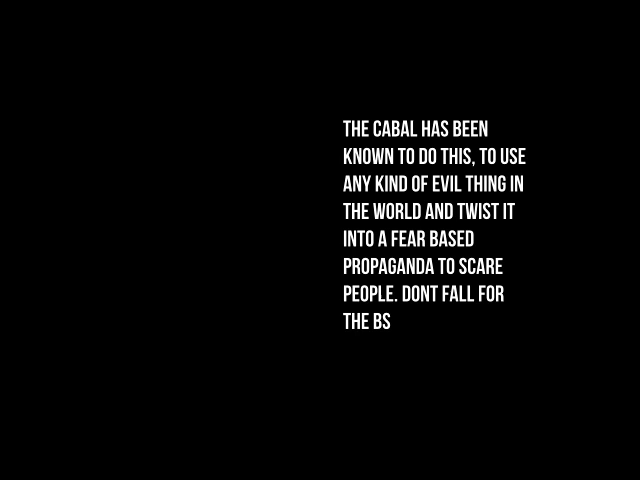 THE CABAL HAS BEEN
KNOWN TO DO THIS, TO USE
ANY KIND OF EVIL THING IN
THE WORLD AND TWIST IT
INTO A FEAR BASED
PROPAGANDA TO SCARE
PEOPLE. DONT FALL FOR
THE BS